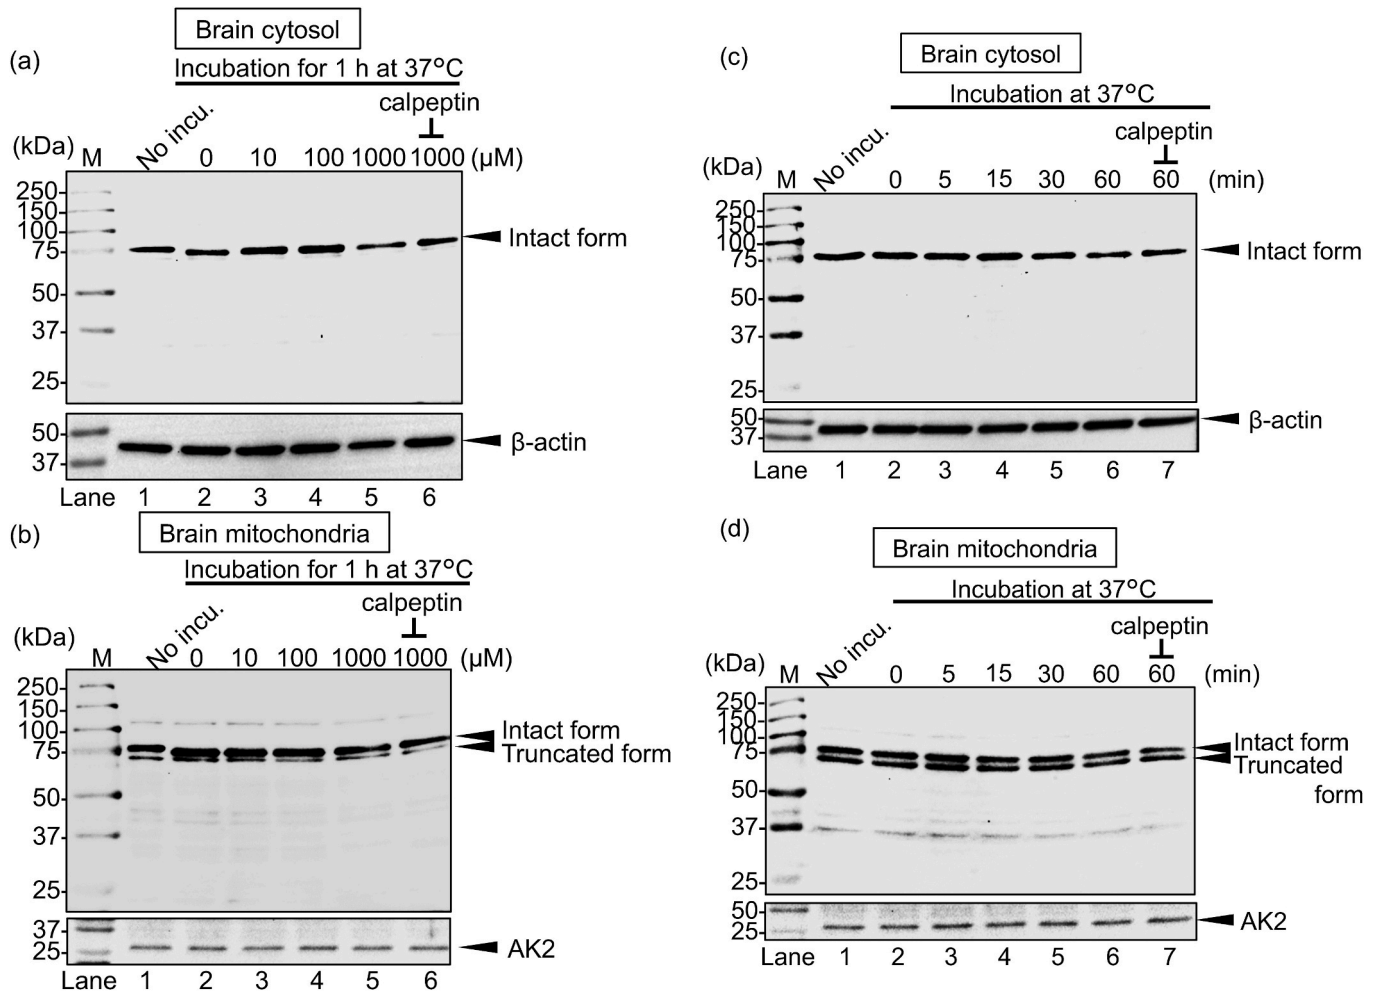 (a)
Brain cytosol
Incubation for 1 h at 37°C
calpeptin
(kDa) M No incu. 0 10 100 1000 1000 (µM)
250
150
100
75
50
37
25
Intact form
50
37
β-actin
Lane 1 2 3 4 5 6
(b)
Brain mitochondria
Incubation for 1 h at 37°C
calpeptin
(kDa) M No incu. 0 10 100 1000 1000 (µM)
250
150
100
75
50
37
25
Intact form
Truncated form
37
25
AK2
Lane 1 2 3 4 5 6
(c)
Brain cytosol
Incubation at 37°C
calpeptin
(kDa) M No incu. 0 5 15 30 60 60 (min)
250
150
100
75
50
37
25
Intact form
50
37
β-actin
Lane 1 2 3 4 5 6 7
(d)
Brain mitochondria
Incubation at 37°C
calpeptin
(kDa) M No incu. 0 5 15 30 60 60 (min)
250
150
100
75
50
37
25
Intact form
Truncated
form
50
25
AK2
Lane 1 2 3 4 5 6 7